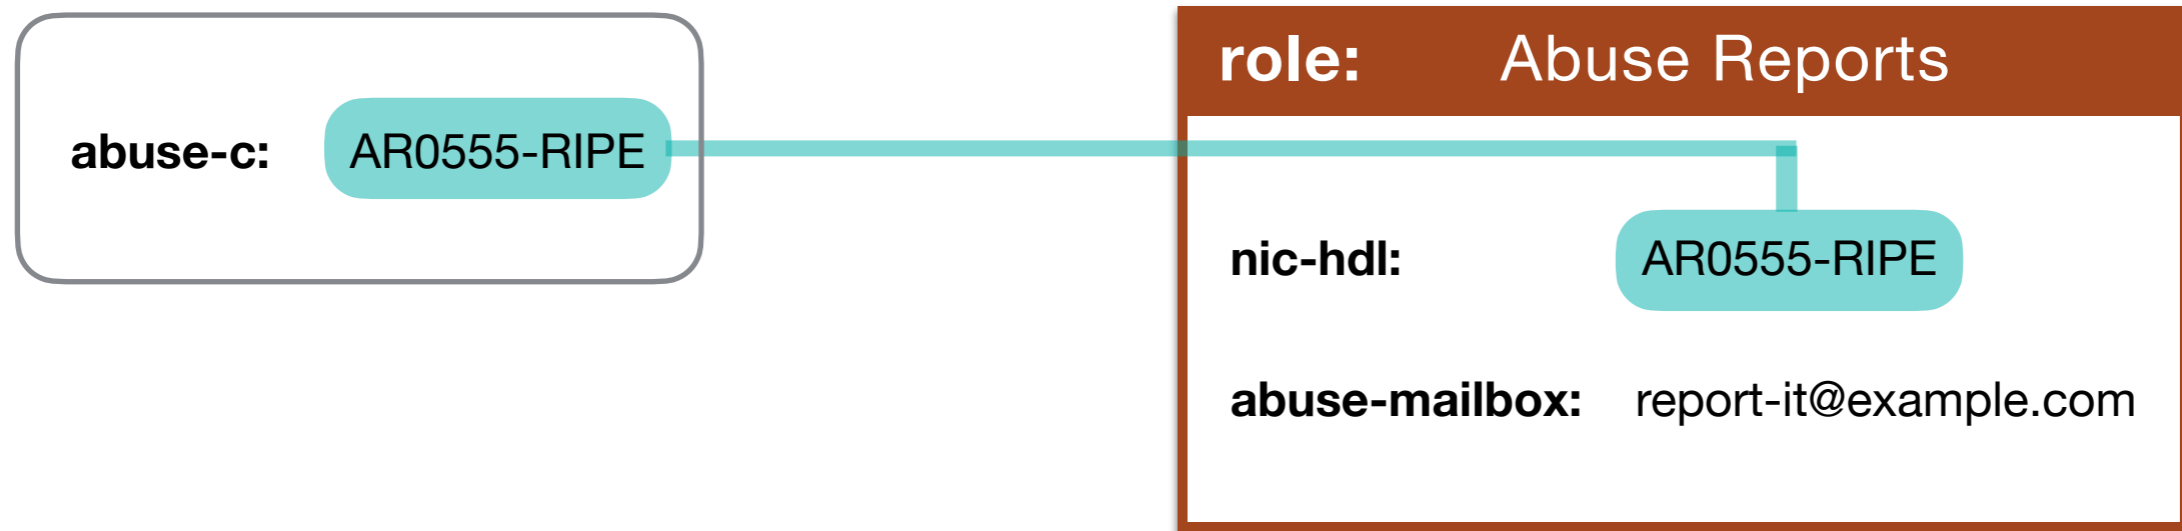 abuse-c: AR0555-RIPE
role: Abuse Reports
nic-hdl: AR0555-RIPE
abuse-mailbox: report-it@example.com